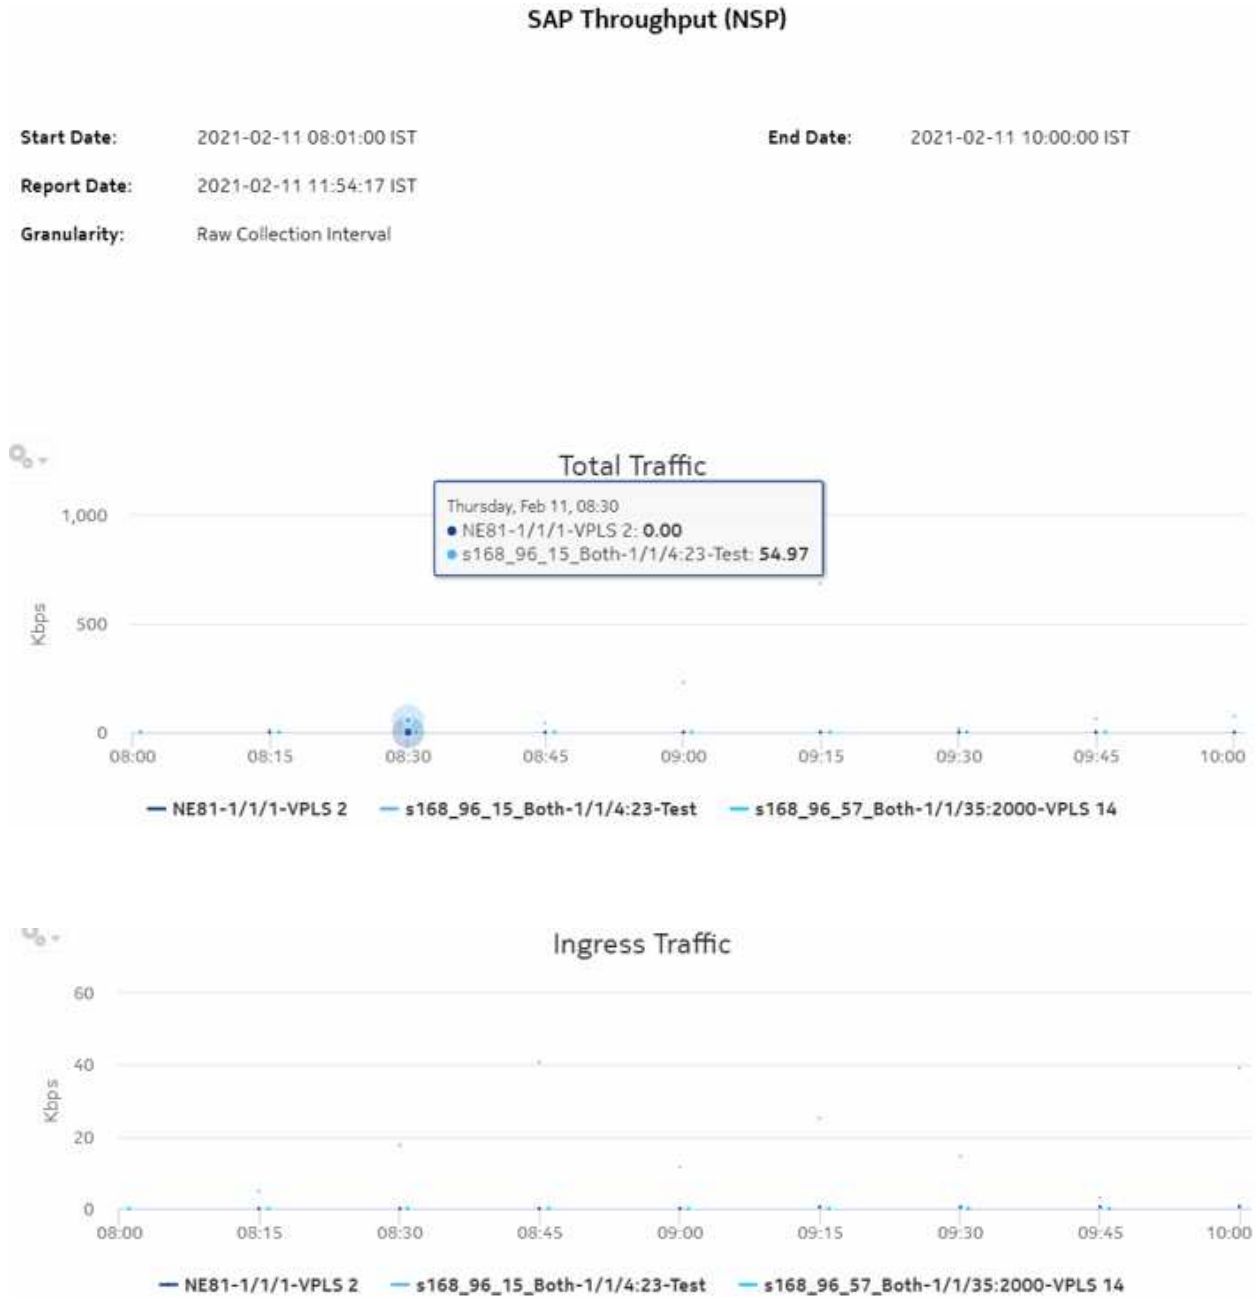 SAP Throughput (NSP)
Start Date: 2021-02-11 08:01:00 IST End Date: 2021-02-11 10:00:00 IST
Report Date: 2021-02-11 11:54:17 IST
Granularity: Raw Collection Interval
Total Traffic
Thursday, Feb 11, 08:30
NE81-1/1/1-VPLS 2: 0.00
s168_96_15_Both-1/1/4:23-Test: 54.97
1,000
500
0
Kbps
08:00 08:15 08:30 08:45 09:00 09:15 09:30 09:45 10:00
NE81-1/1/1-VPLS 2 s168_96_15_Both-1/1/4:23-Test s168_96_57_Both-1/1/35:2000-VPLS 14
Ingress Traffic
60
40
20
0
Kbps
08:00 08:15 08:30 08:45 09:00 09:15 09:30 09:45 10:00
NE81-1/1/1-VPLS 2 s168_96_15_Both-1/1/4:23-Test s168_96_57_Both-1/1/35:2000-VPLS 14